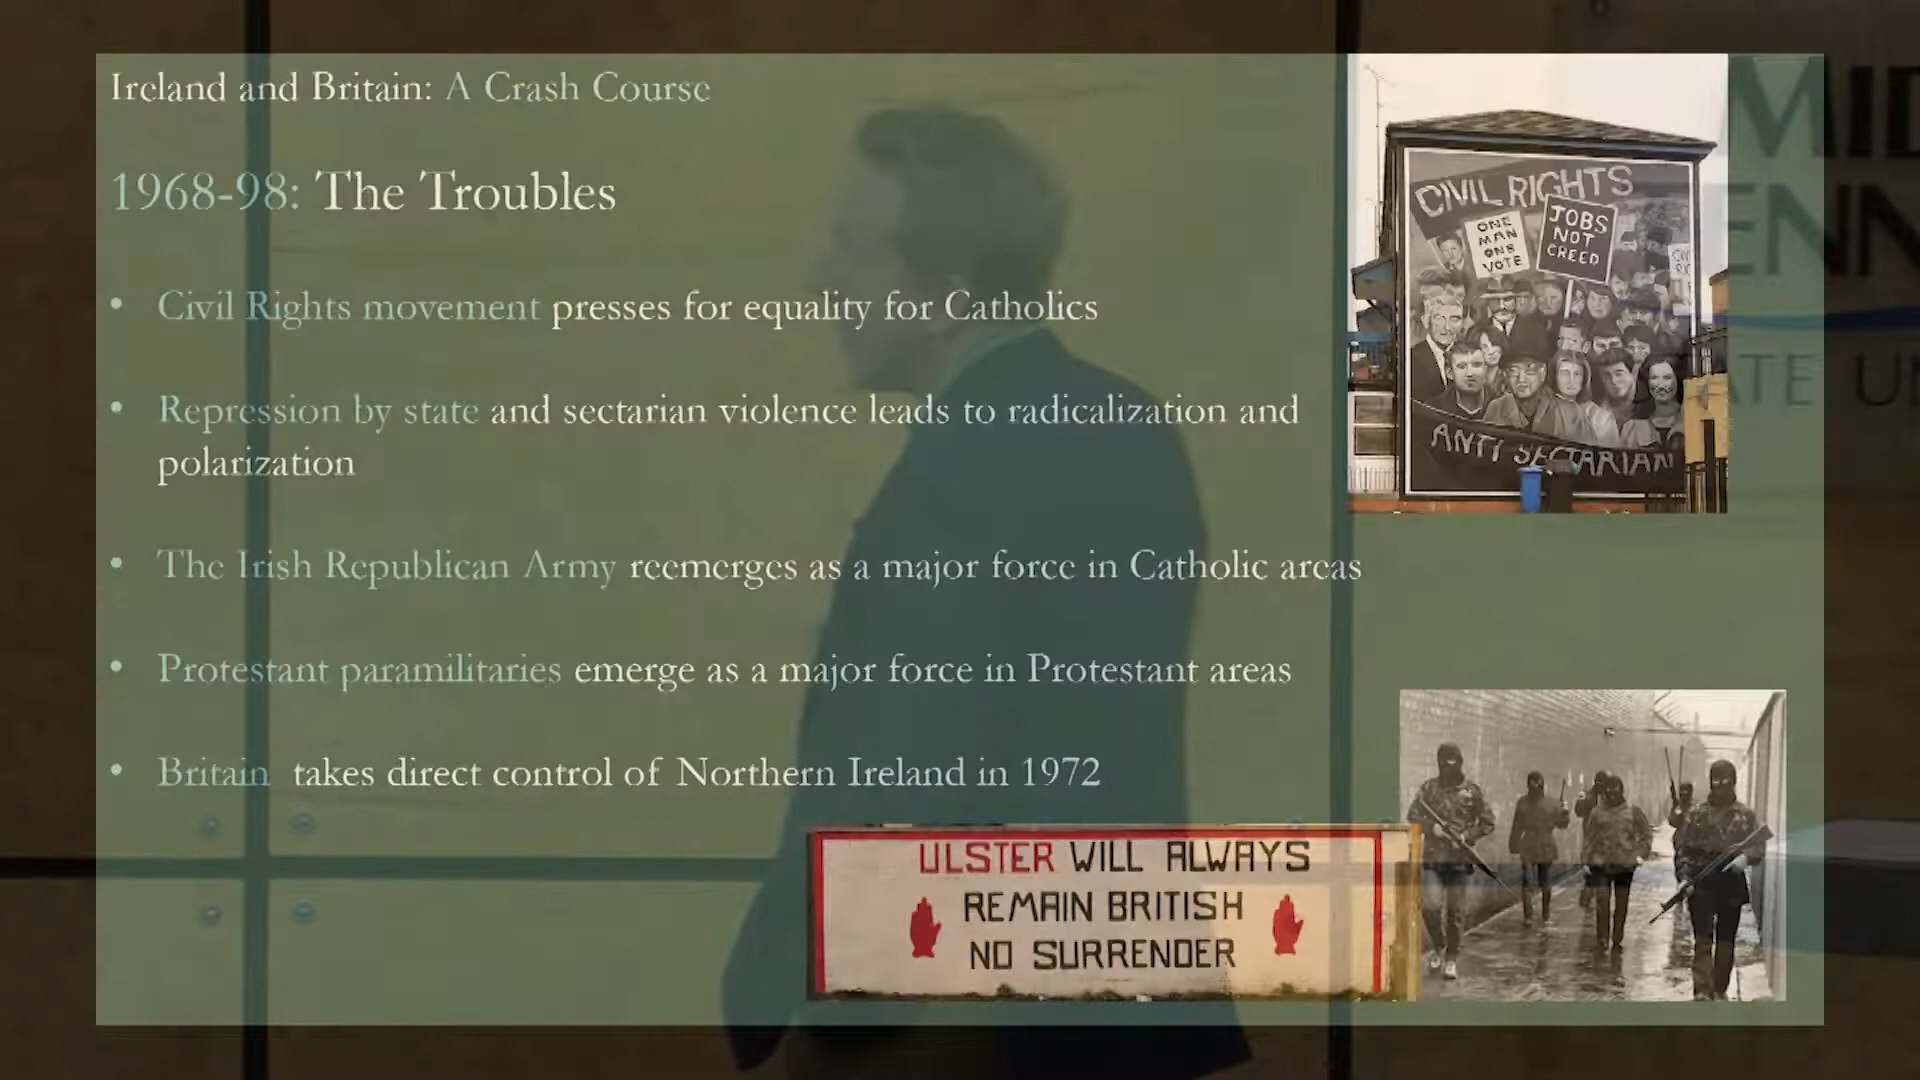 Ireland and Britain: A Crash Course
1968-98: The Troubles
• Civil Rights movement presses for equality for Catholics
• Repression by state and sectarian violence leads to radicalization and
polarization
• The Irish Republican Army reemerges as a major force in Catholic areas
• Protestant paramilitaries emerge as a major force in Protestant areas
• Britain takes direct control of Northern Ireland in 1972
CIVIL RIGHTS
ONE
MAN
ONE
VOTE
JOBS
NOT
CREED
ANTI SECTARIAN
ULSTER WILL ALWAYS
REMAIN BRITISH
NO SURRENDER